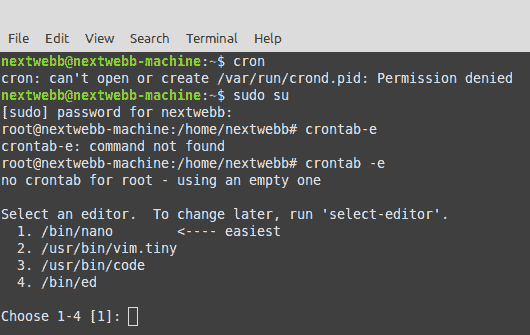 File Edit View Search Terminal Help
nextwebb@nextwebb-machine:~$ cron
cron: can't open or create /var/run/crond.pid: Permission denied
nextwebb@nextwebb-machine:~$ sudo su
[sudo] password for nextwebb:
root@nextwebb-machine:/home/nextwebb# crontab-e
crontab-e: command not found
root@nextwebb-machine:/home/nextwebb# crontab -e
no crontab for root - using an empty one

Select an editor.  To change later, run 'select-editor'.
  1. /bin/nano        <---- easiest
  2. /usr/bin/vim.tiny
  3. /usr/bin/code
  4. /bin/ed

Choose 1-4 [1]: